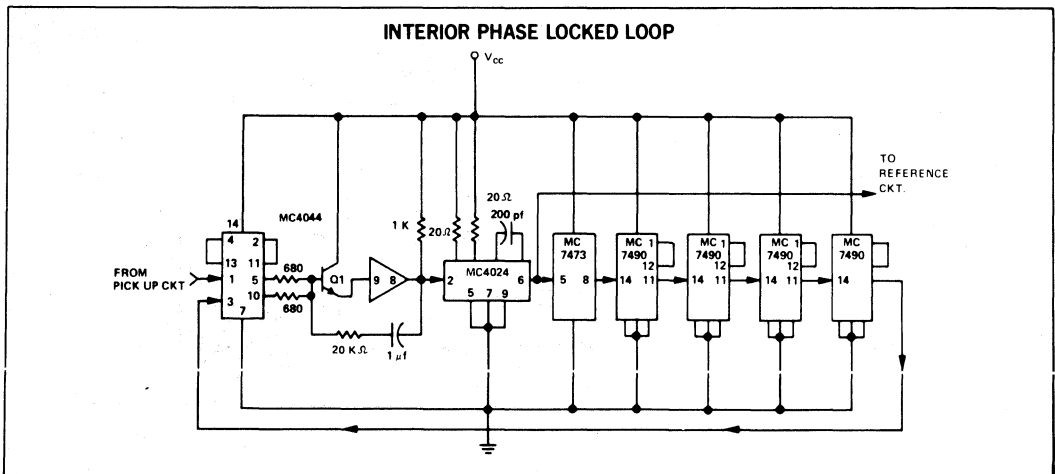 INTERIOR PHASE LOCKED LOOP
Vcc
TO
REFERENCE
CKT.
20 Ω
200 pf
1 K
20Ω
14
MC4044
4 2
13 11
FROM
PICK UP CKT
1 5
680
3 10
680
7
Q1
9 8
20 KΩ
1 μf
MC4024
2 6
5 7 9
MC
7473
5 8
MC 1
7490
12
14 11
MC 1
7490
12
14 11
MC 1
7490
12
14 11
MC
7490
14